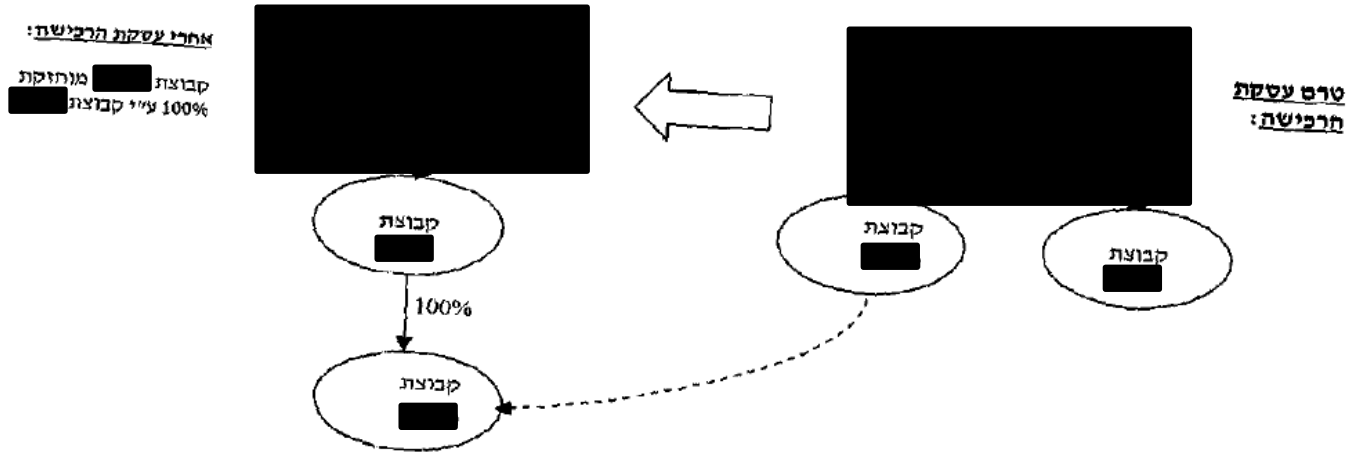 טרם עסקת
הרכישה:
קבוצת
קבוצת
אחרי עסקת הרכישה:
קבוצת מוחזקת
100% ע״י קבוצת
קבוצת
100%
קבוצת